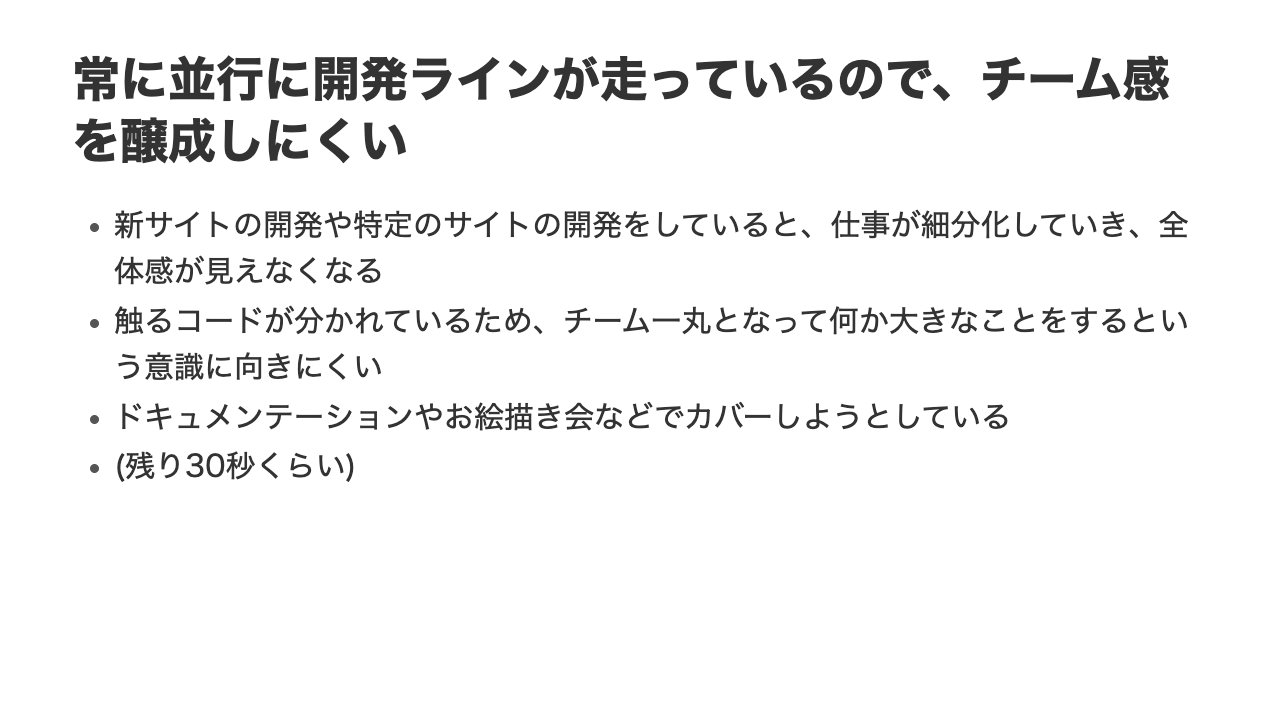 常に並行に開発ラインが走っているので、チーム感
を醸成しにくい
• 新サイトの開発や特定のサイトの開発をしていると、仕事が細分化していき、全
体感が見えなくなる
• 触るコードが分かれているため、チーム一丸となって何か大きなことをするとい
う意識に向きにくい
• ドキュメンテーションやお絵描き会などでカバーしようとしている
• (残り30秒くらい)